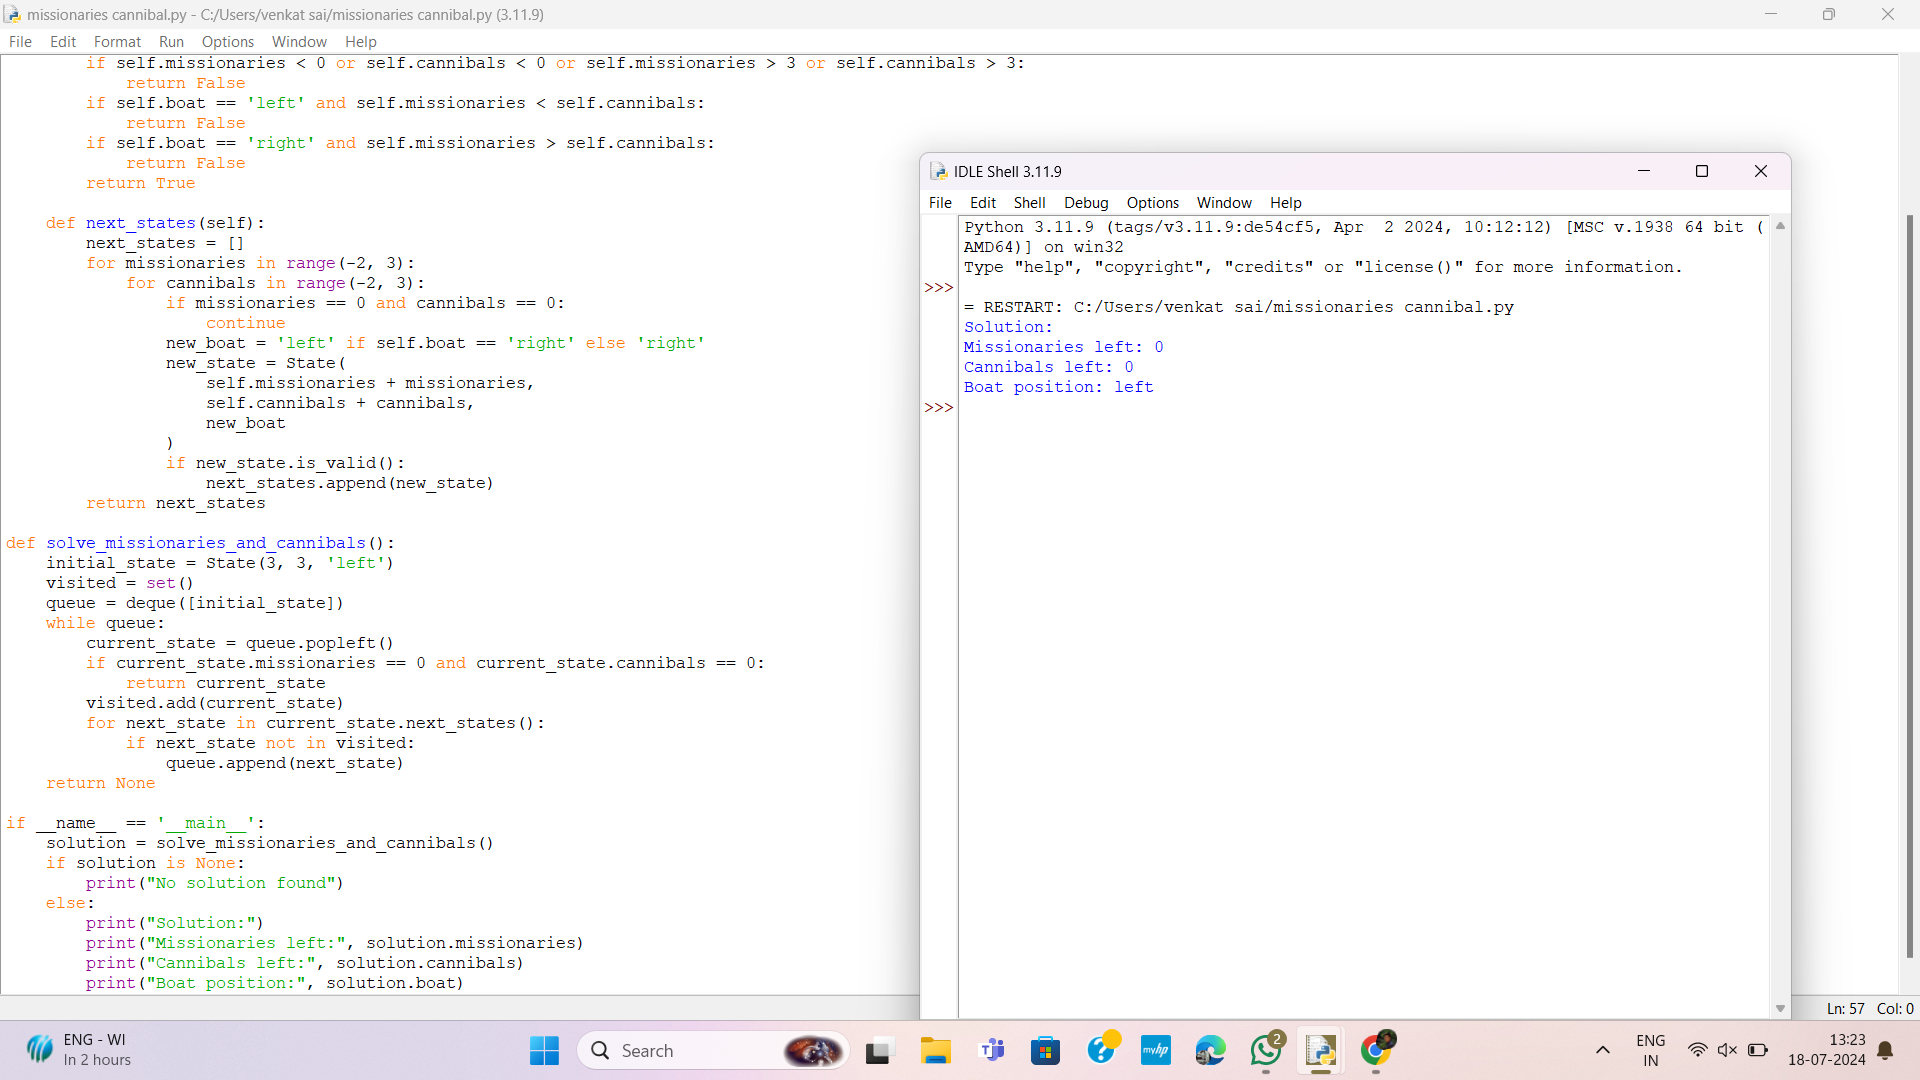 missionaries cannibal.py - C:/Users/venkat sai/missionaries cannibal.py (3.11.9)
File Edit Format Run Options Window Help
        if self.missionaries < 0 or self.cannibals < 0 or self.missionaries > 3 or self.cannibals > 3:
            return False
        if self.boat == 'left' and self.missionaries < self.cannibals:
            return False
        if self.boat == 'right' and self.missionaries > self.cannibals:
            return False
        return True
    def next_states(self):
        next_states = []
        for missionaries in range(-2, 3):
            for cannibals in range(-2, 3):
                if missionaries == 0 and cannibals == 0:
                    continue
                new_boat = 'left' if self.boat == 'right' else 'right'
                new_state = State(
                    self.missionaries + missionaries,
                    self.cannibals + cannibals,
                    new_boat
                )
                if new_state.is_valid():
                    next_states.append(new_state)
        return next_states
def solve_missionaries_and_cannibals():
    initial_state = State(3, 3, 'left')
    visited = set()
    queue = deque([initial_state])
    while queue:
        current_state = queue.popleft()
        if current_state.missionaries == 0 and current_state.cannibals == 0:
            return current_state
        visited.add(current_state)
        for next_state in current_state.next_states():
            if next_state not in visited:
                queue.append(next_state)
    return None
if __name__ == '__main__':
    solution = solve_missionaries_and_cannibals()
    if solution is None:
        print("No solution found")
    else:
        print("Solution:")
        print("Missionaries left:", solution.missionaries)
        print("Cannibals left:", solution.cannibals)
        print("Boat position:", solution.boat)
IDLE Shell 3.11.9
File Edit Shell Debug Options Window Help
Python 3.11.9 (tags/v3.11.9:de54cf5, Apr  2 2024, 10:12:12) [MSC v.1938 64 bit (
AMD64)] on win32
Type "help", "copyright", "credits" or "license()" for more information.
>>>
= RESTART: C:/Users/venkat sai/missionaries cannibal.py
Solution:
Missionaries left: 0
Cannibals left: 0
Boat position: left
>>>
Ln: 57 Col: 0
ENG - WI
In 2 hours
Search
myhp
2
ENG
IN
13:23
18-07-2024